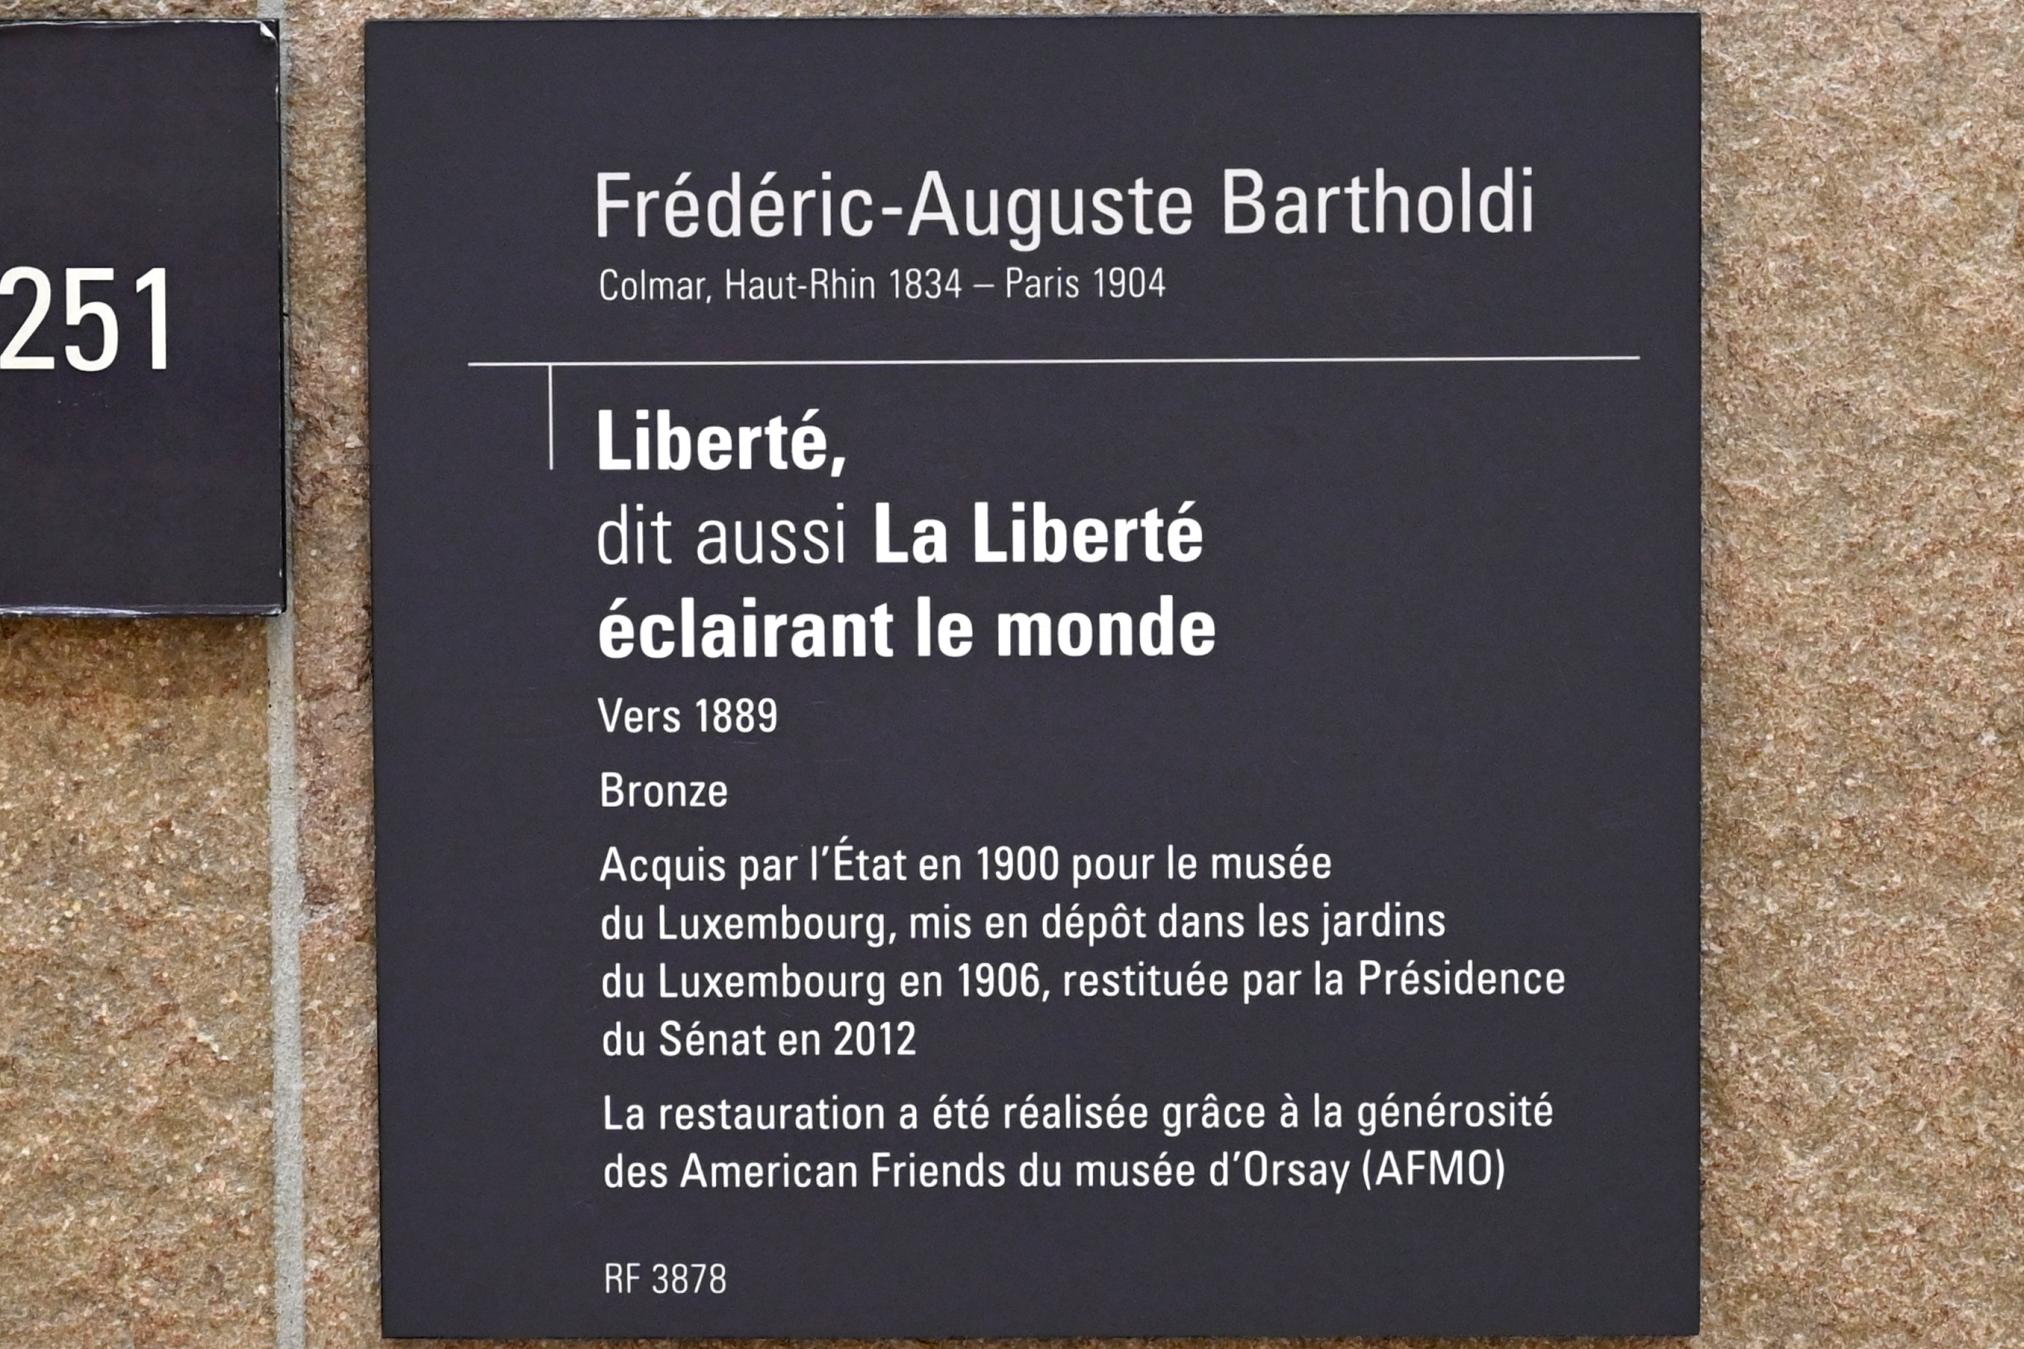 251
Frédéric-Auguste Bartholdi
Colmar, Haut-Rhin 1834 – Paris 1904
Liberté,
dit aussi La Liberté
éclairant le monde
Vers 1889
Bronze
Acquis par l'État en 1900 pour le musée
du Luxembourg, mis en dépôt dans les jardins
du Luxembourg en 1906, restituée par la Présidence
du Sénat en 2012
La restauration a été réalisée grâce à la générosité
des American Friends du musée d'Orsay (AFMO)
RF 3878